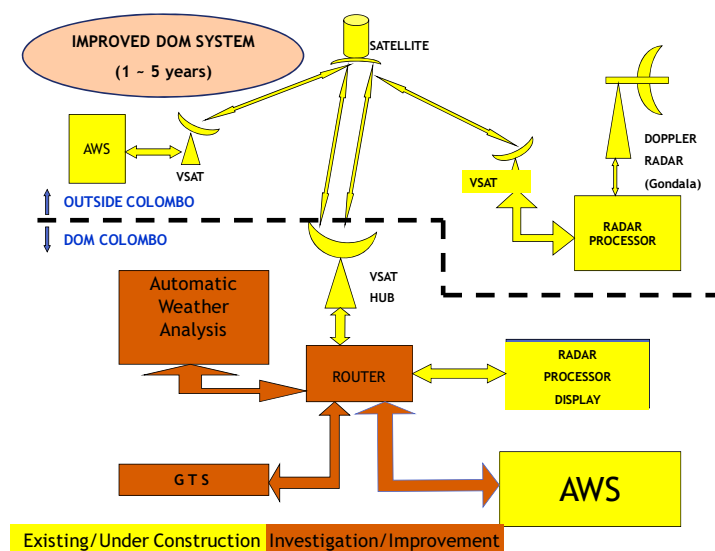 IMPROVED DOM SYSTEM
(1 ~ 5 years)
SATELLITE
AWS
VSAT
DOPPLER
RADAR
(Gondala)
VSAT
OUTSIDE COLOMBO
DOM COLOMBO
RADAR
PROCESSOR
VSAT
HUB
Automatic
Weather
Analysis
ROUTER
RADAR
PROCESSOR
DISPLAY
G T S
AWS
Existing/Under Construction
Investigation/Improvement